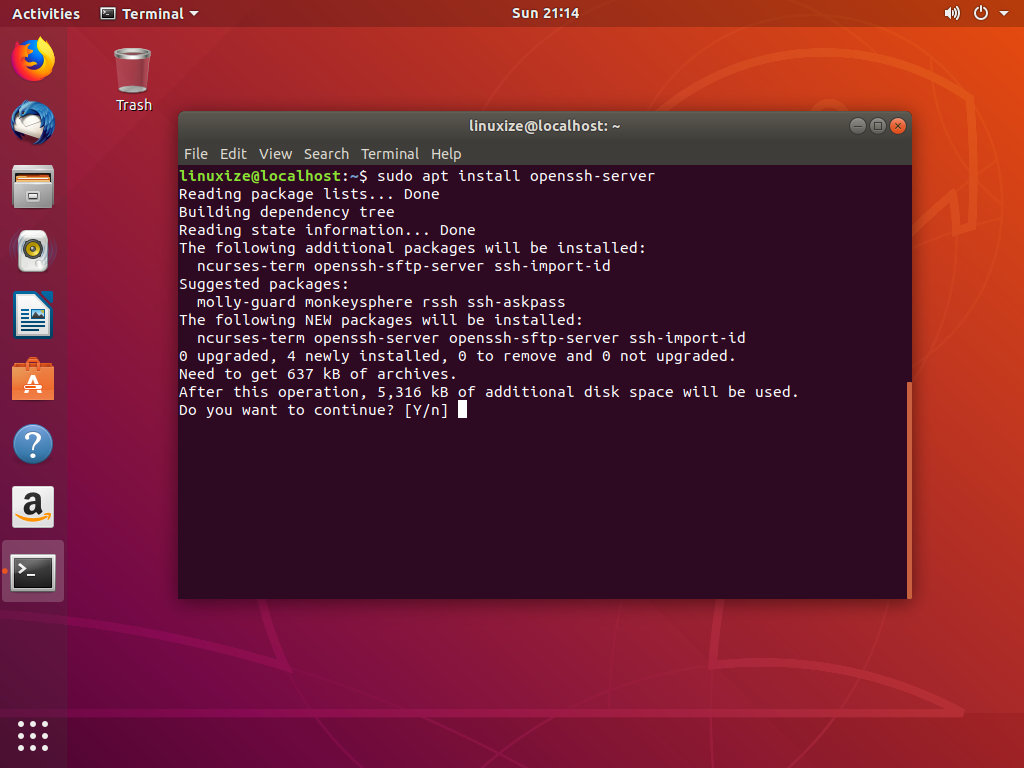 Activities Terminal Sun 21:14
Trash
linuxize@localhost: ~
File Edit View Search Terminal Help
linuxize@localhost:~$ sudo apt install openssh-server
Reading package lists... Done
Building dependency tree
Reading state information... Done
The following additional packages will be installed:
  ncurses-term openssh-sftp-server ssh-import-id
Suggested packages:
  molly-guard monkeysphere rssh ssh-askpass
The following NEW packages will be installed:
  ncurses-term openssh-server openssh-sftp-server ssh-import-id
0 upgraded, 4 newly installed, 0 to remove and 0 not upgraded.
Need to get 637 kB of archives.
After this operation, 5,316 kB of additional disk space will be used.
Do you want to continue? [Y/n]